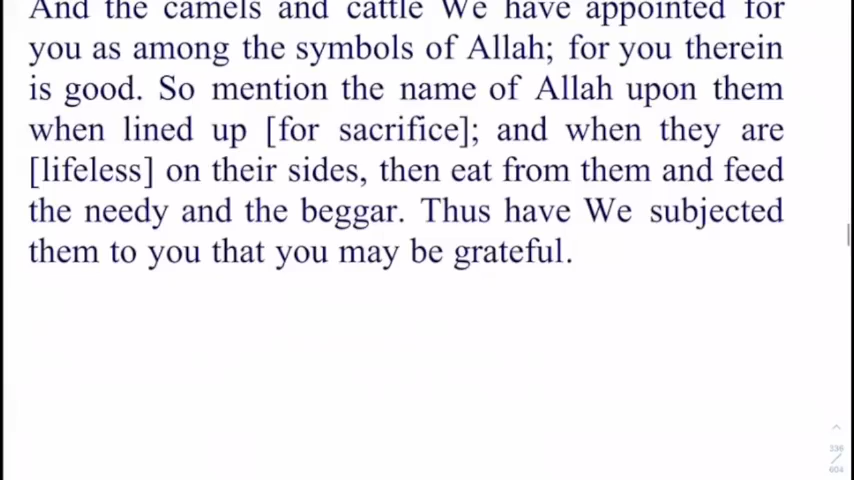 And the camels and cattle We have appointed for
you as among the symbols of Allah; for you therein
is good. So mention the name of Allah upon them
when lined up [for sacrifice]; and when they are
[lifeless] on their sides, then eat from them and feed
the needy and the beggar. Thus have We subjected
them to you that you may be grateful.
336
/
604